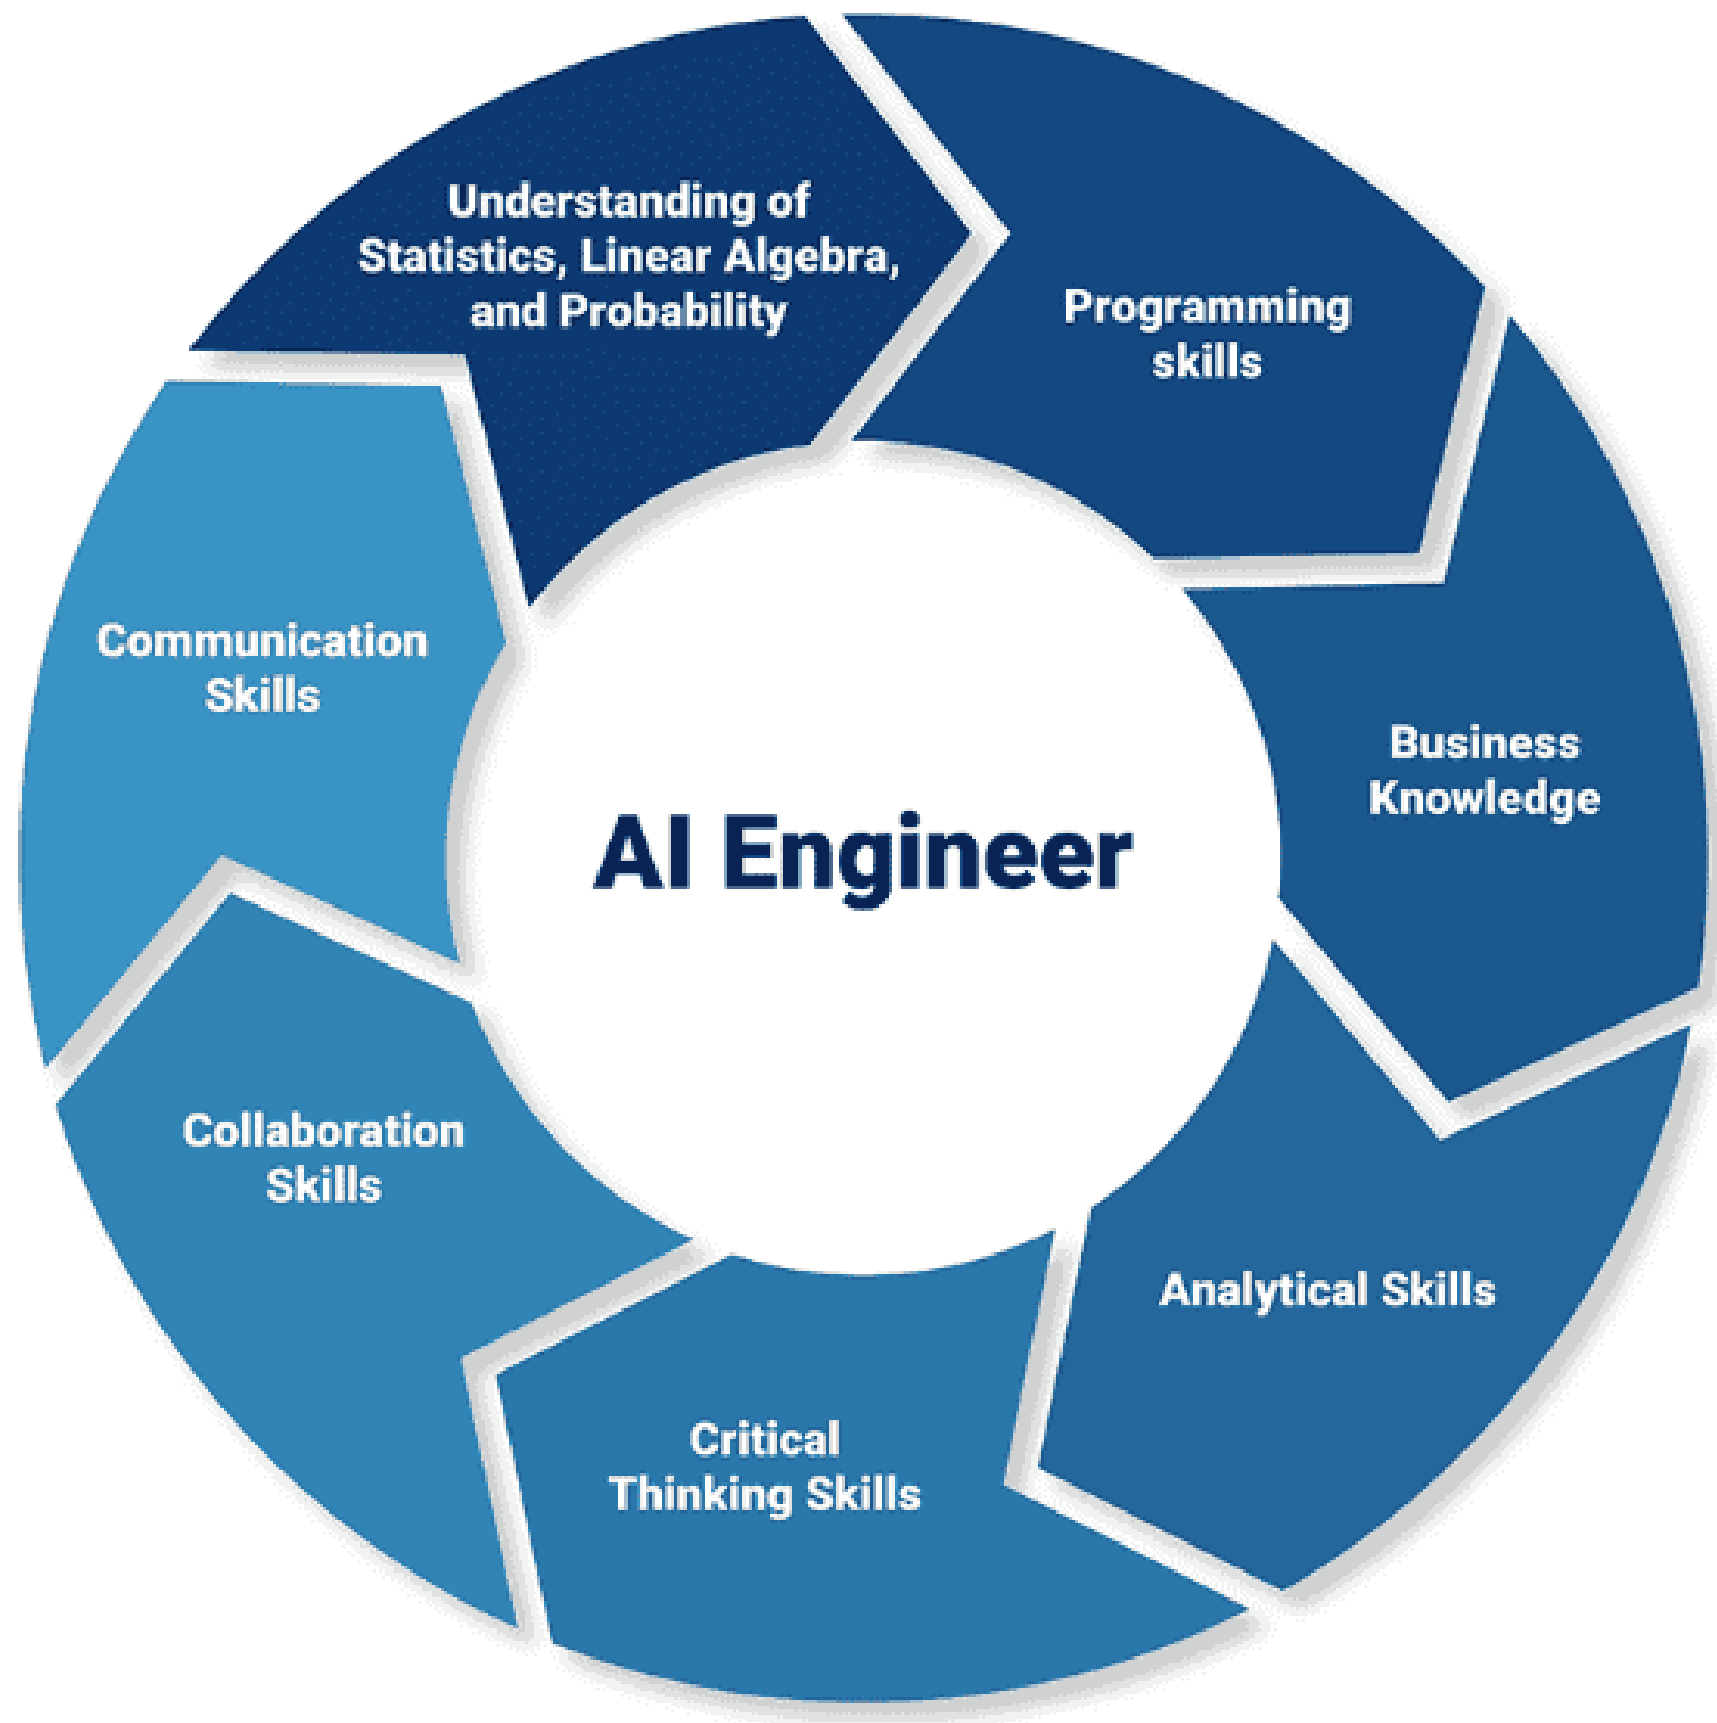 Understanding of
Statistics, Linear Algebra,
and Probability
Programming
skills
Business
Knowledge
Analytical Skills
Critical
Thinking Skills
Collaboration
Skills
Communication
Skills
AI Engineer